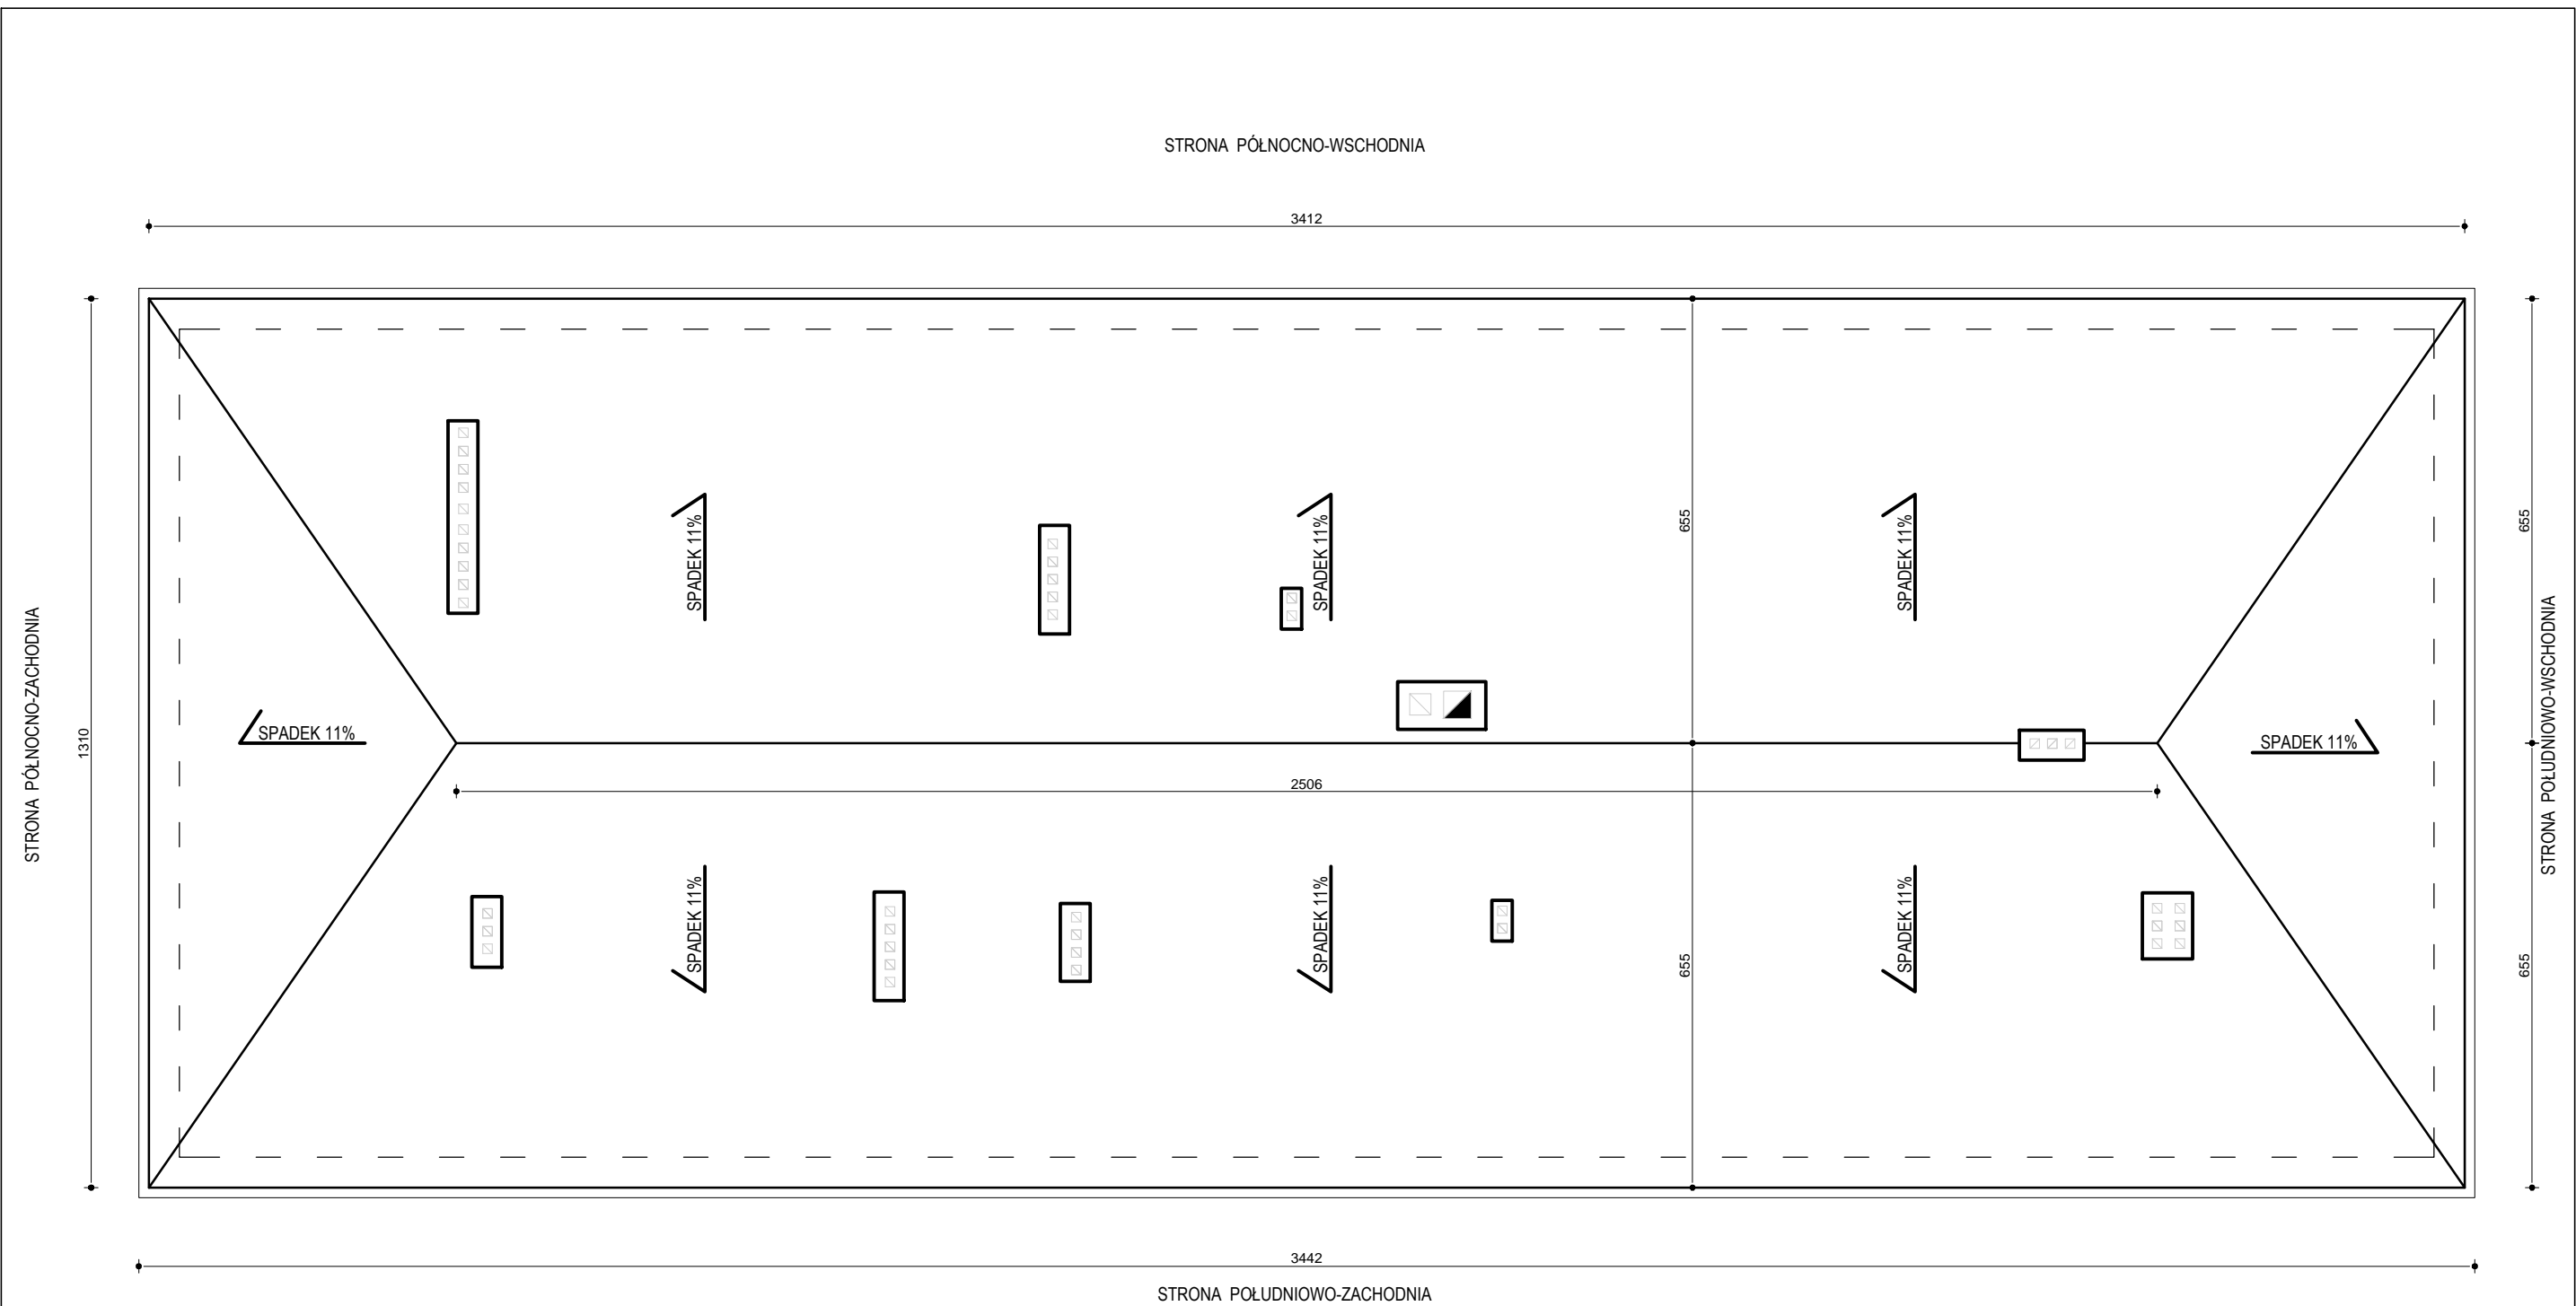 STRONA PÓŁNOCNO-WSCHODNIA
3412
SPADEK 11%
SPADEK 11%
SPADEK 11%
655
655
STRONA PÓŁNOCNO-ZACHODNIA
1310
SPADEK 11%
SPADEK 11%
STRONA POŁUDNIOWO-WSCHODNIA
2506
SPADEK 11%
SPADEK 11%
SPADEK 11%
655
655
3442
STRONA POŁUDNIOWO-ZACHODNIA